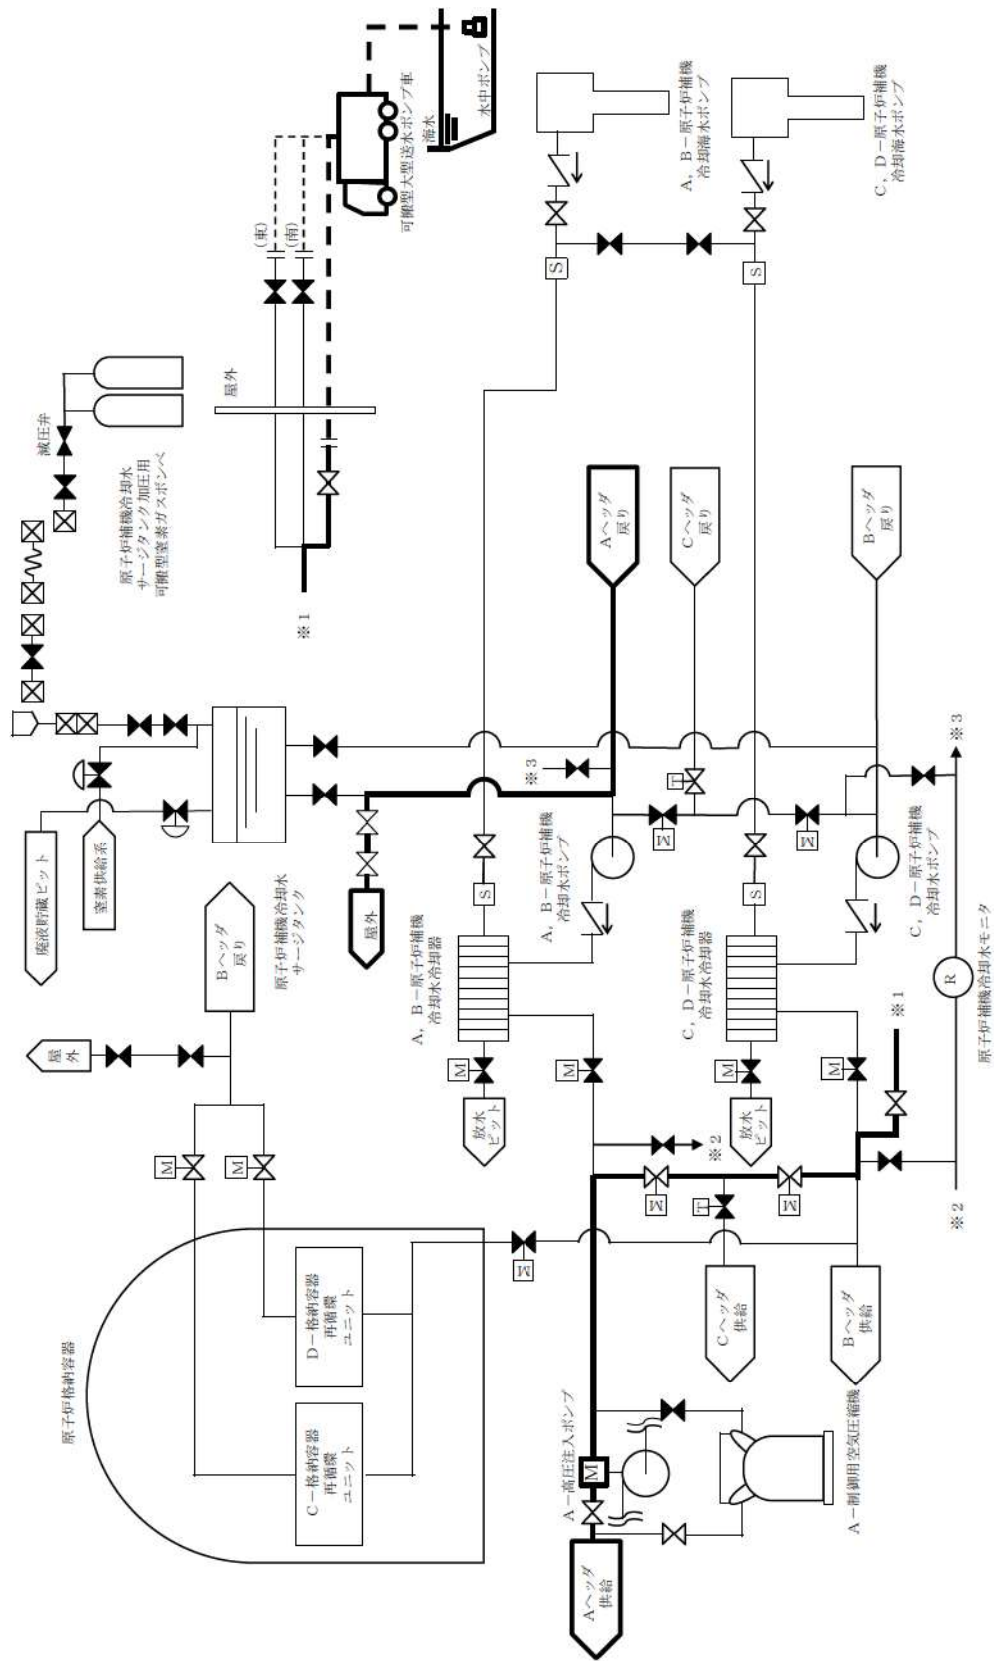 原子炉格納容器
C－格納容器
再循環
ユニット
D－格納容器
再循環
ユニット
M
M
屋
外
Bヘッダ
戻り
廃液貯蔵ピット
窒素供給系
原子炉補機冷却水
サージタンク
原子炉補機冷却水
サージタンク加圧用
可搬型窒素ガスボンベ
減圧弁
屋外
(東)
(南)
※1
可搬型大型送水ポンプ車
海水
水中ポンプ
屋外
※3
A，B－原子炉補機
冷却水冷却器
M
放水
ピット
M
S
S
A，B－原子炉補機
冷却水ポンプ
A，B－原子炉補機
冷却海水ポンプ
Aヘッダ
戻り
Cヘッダ
戻り
T
M
M
※2
M
M
T
M
A－高圧注入ポンプ
M
Aヘッダ
供給
A－制御用空気圧縮機
Cヘッダ
供給
Bヘッダ
供給
C，D－原子炉補機
冷却水冷却器
M
放水
ピット
M
S
S
C，D－原子炉補機
冷却水ポンプ
C，D－原子炉補機
冷却海水ポンプ
Bヘッダ
戻り
※1
※2
R
原子炉補機冷却水モニタ
※3